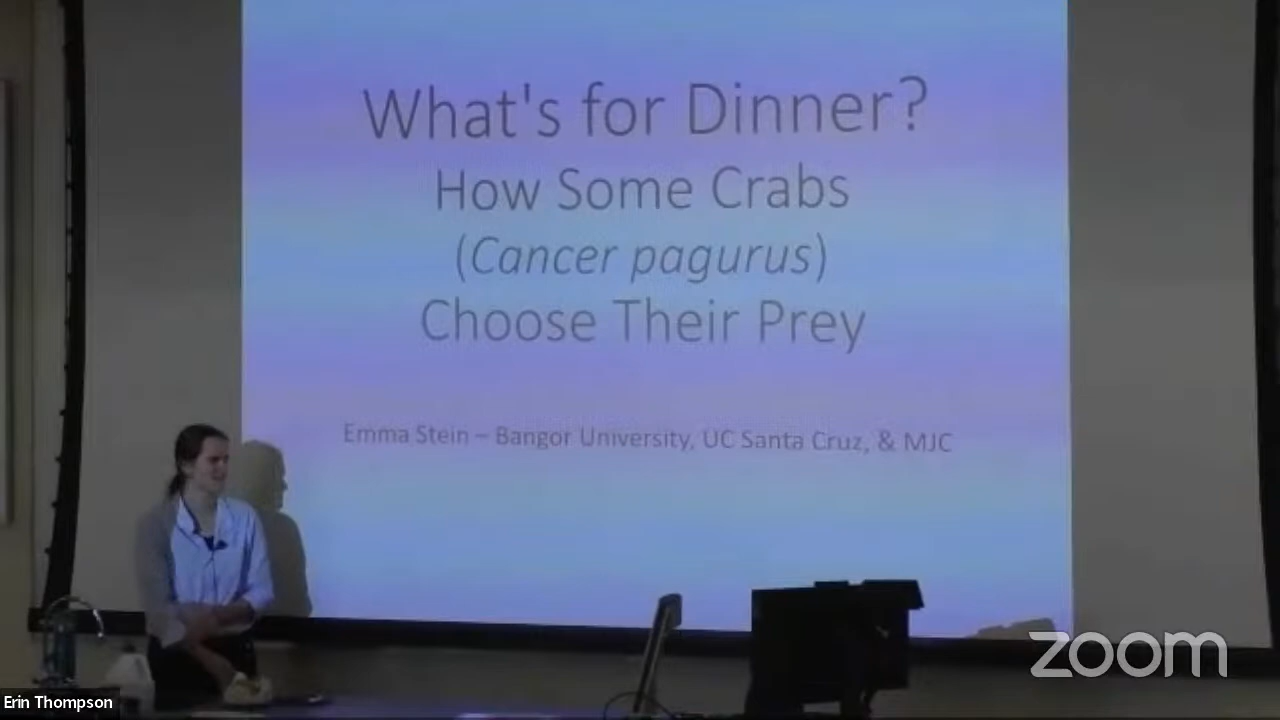 What's for Dinner?
How Some Crabs
(Cancer pagurus)
Choose Their Prey
Emma Stein – Bangor University, UC Santa Cruz, & MJC
zoom
Erin Thompson